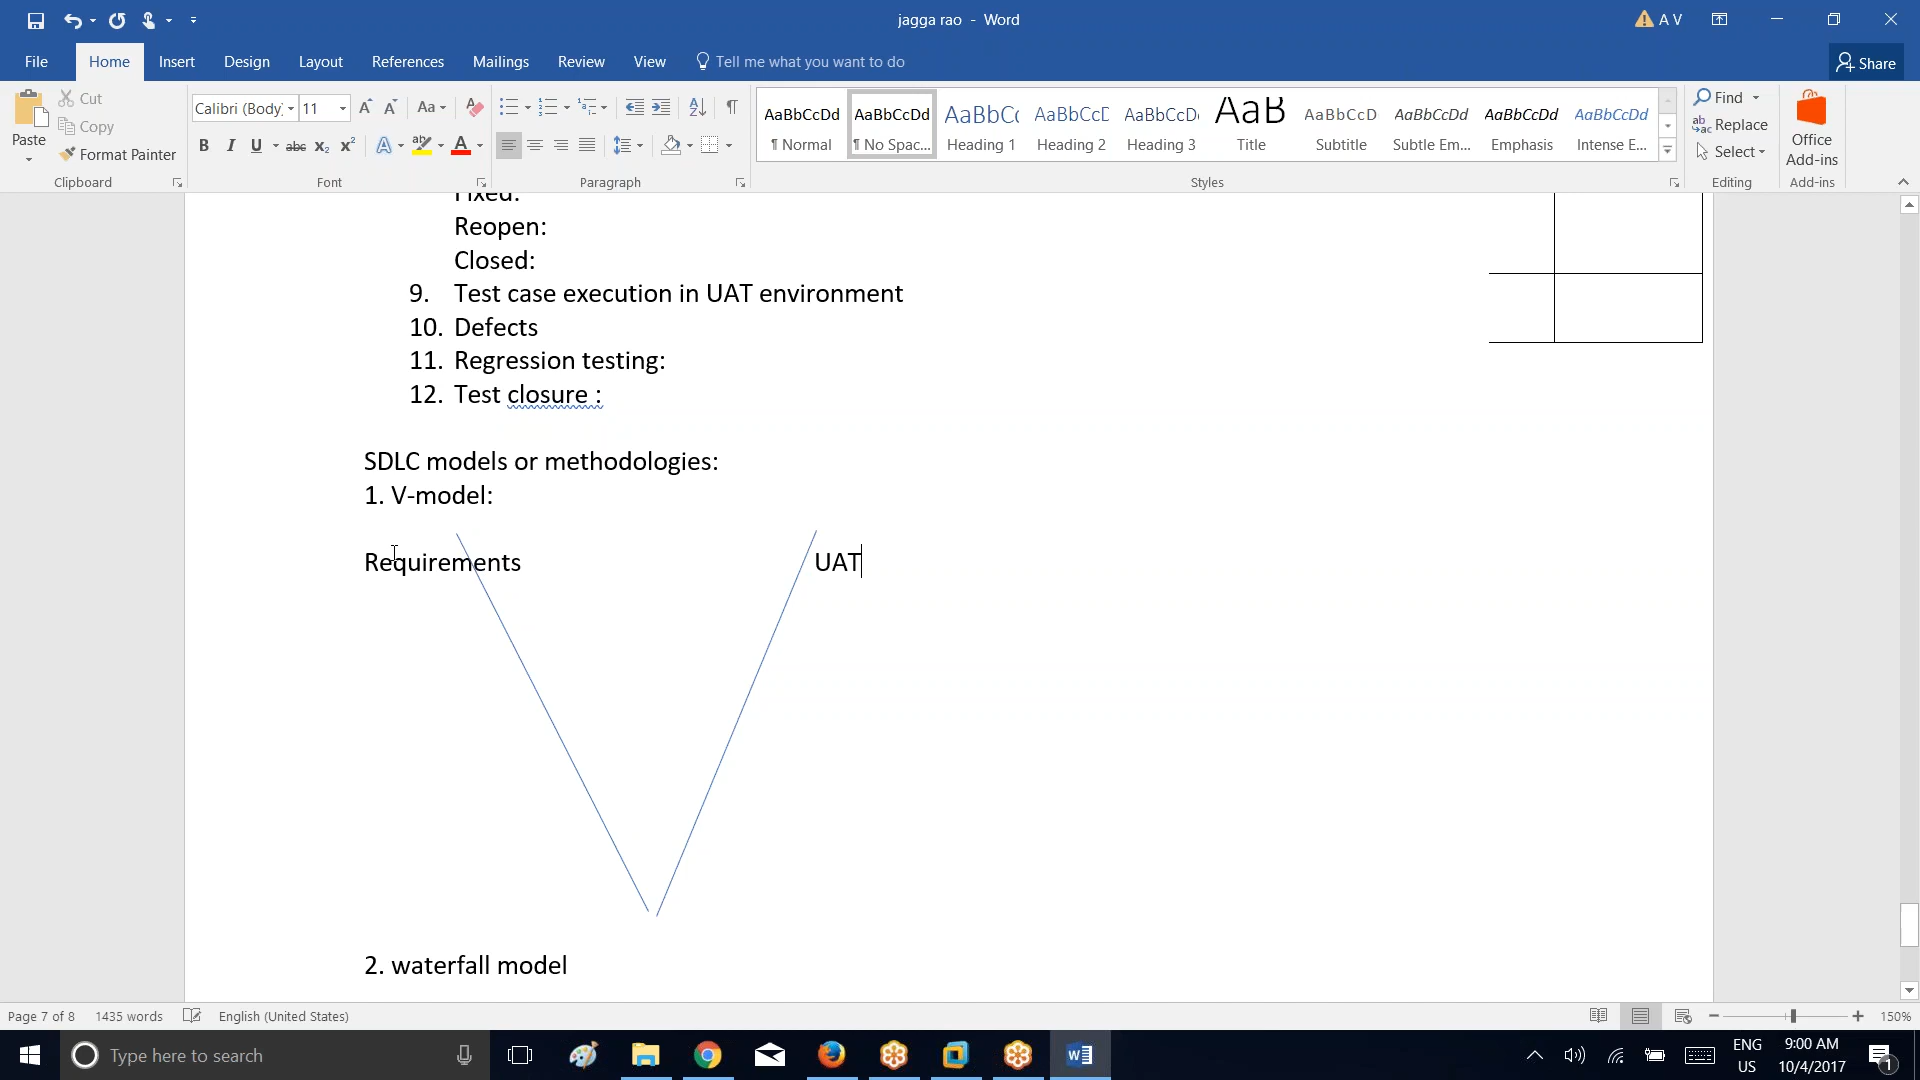 jagga rao - Word
A V
File Home Insert Design Layout References Mailings Review View Tell me what you want to do Share
Paste
Cut
Copy
Format Painter
Calibri (Body) 11
AaBbCcDd AaBbCcDd AaBbCc AaBbCcD AaBbCcD AaB AaBbCcD AaBbCcDd AaBbCcDd AaBbCcDd
¶ Normal ¶ No Spac... Heading 1 Heading 2 Heading 3 Title Subtitle Subtle Em... Emphasis Intense E...
Find
Replace
Select
Office
Add-ins
Clipboard Font Paragraph Styles Editing Add-ins
Fixed:
Reopen:
Closed:
9. Test case execution in UAT environment
10. Defects
11. Regression testing:
12. Test closure :
SDLC models or methodologies:
1. V-model:
Requirements UAT
2. waterfall model
Page 7 of 8 1435 words English (United States) 150%
Type here to search
ENG
US
9:00 AM
10/4/2017
1